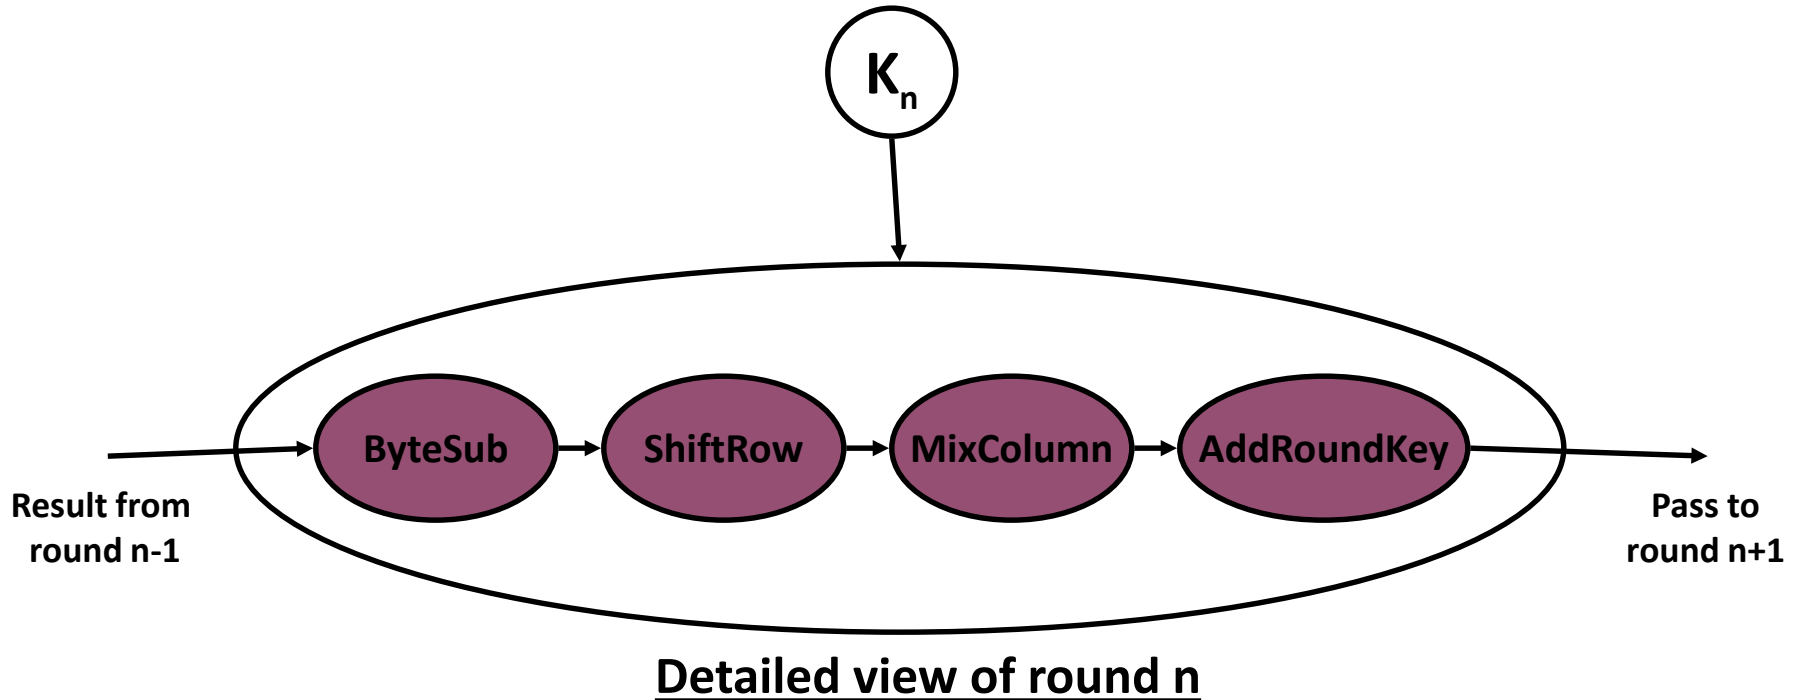 Kn
ByteSub
ShiftRow
MixColumn
AddRoundKey
Result from
round n-1
Pass to
round n+1
Detailed view of round n